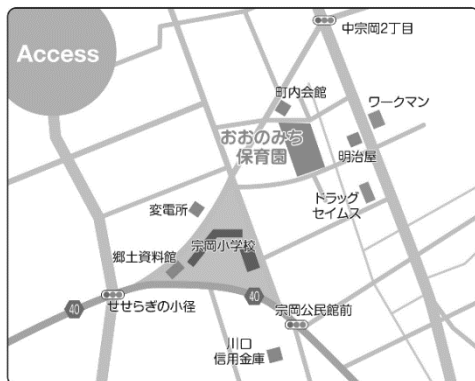 Access
中宗岡2丁目
町内会館
ワークマン
おおのみち
保育園
明治屋
ドラッグ
セイムス
変電所
宗岡小学校
郷土資料館
40
せせらぎの小径
40
宗岡公民館前
川口
信用金庫